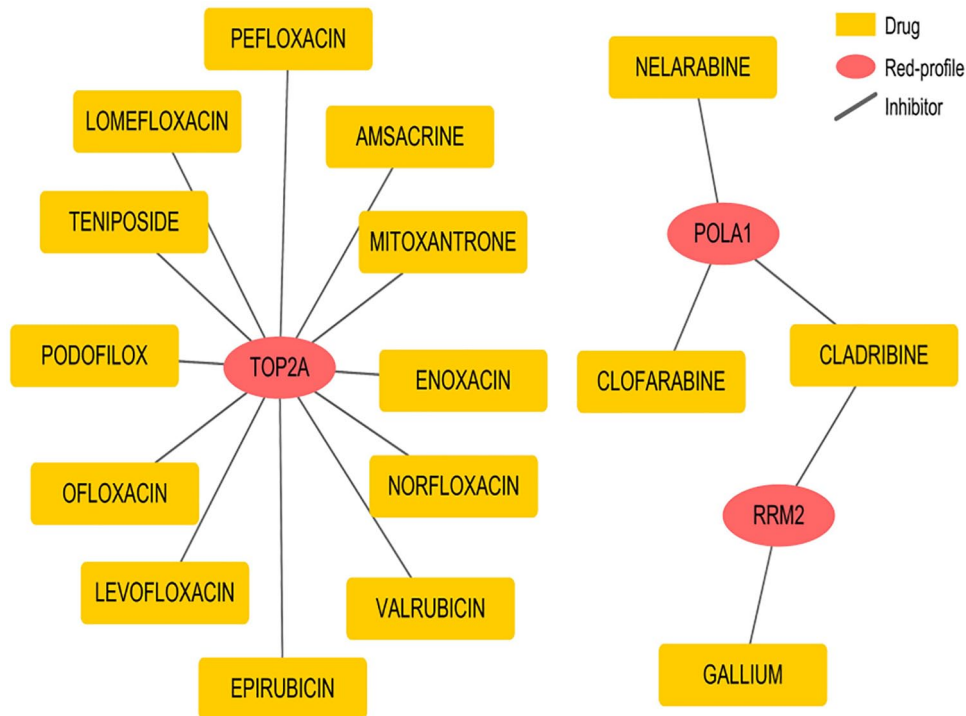 PEFLOXACIN
LOMEFLOXACIN
AMSACRINE
TENIPOSIDE
MITOXANTRONE
PODOFILOX
TOP2A
ENOXACIN
OFLOXACIN
NORFLOXACIN
LEVOFLOXACIN
VALRUBICIN
EPIRUBICIN
NELARABINE
POLA1
CLOFARABINE
CLADRIBINE
RRM2
GALLIUM
Drug
Red-profile
Inhibitor